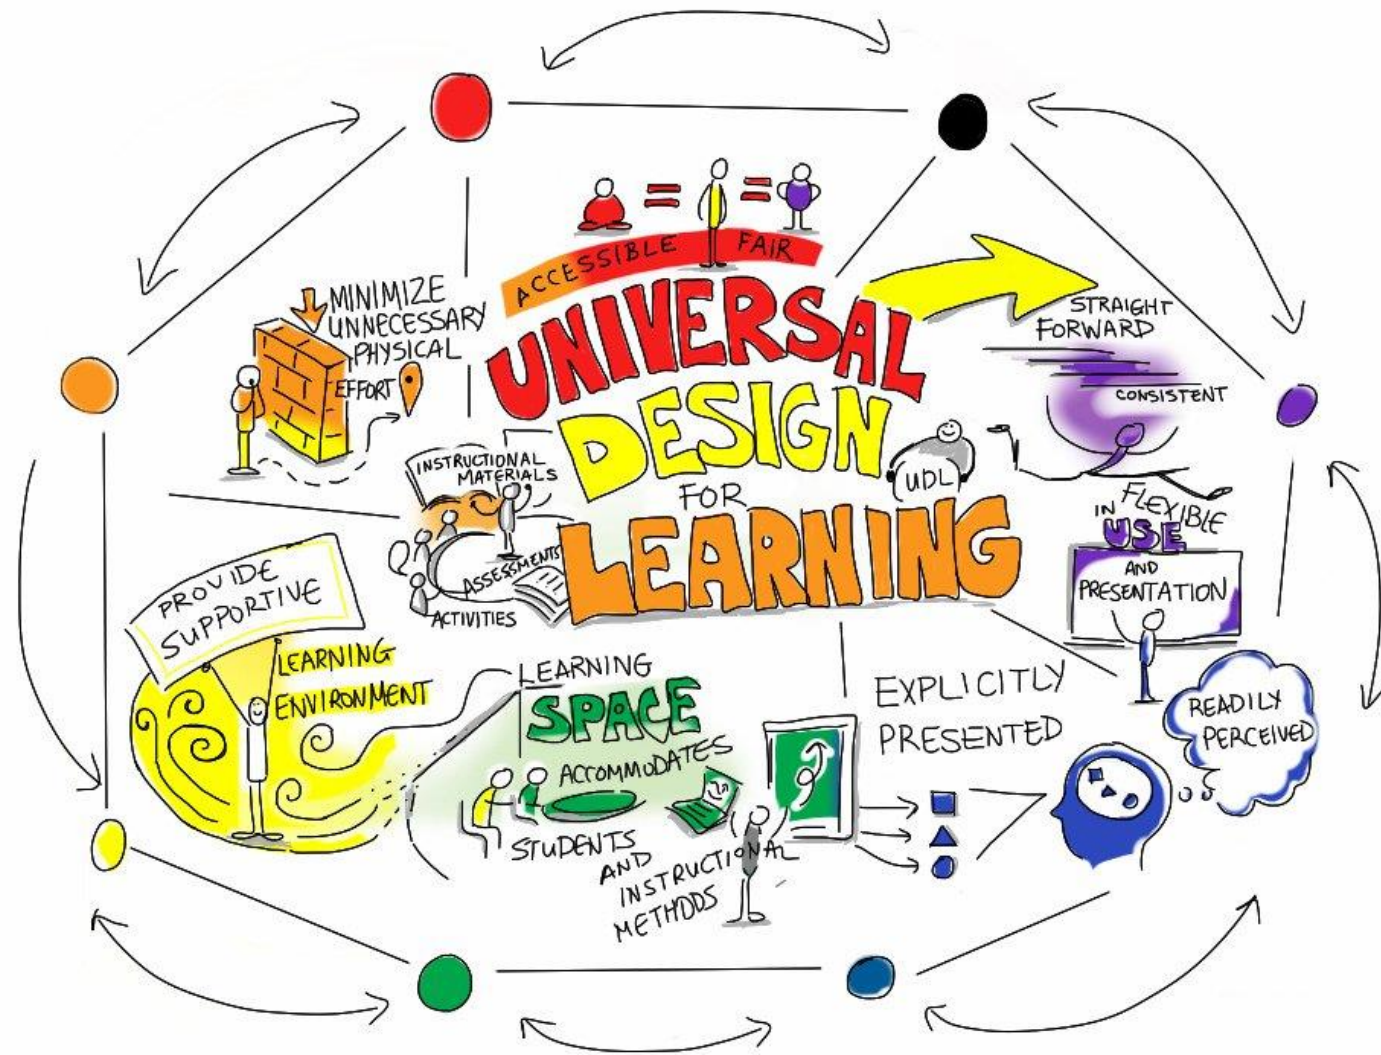 ACCESSIBLE FAIR
UNIVERSAL
DESIGN
FOR
LEARNING
UDL
STRAIGHT
FORWARD
CONSISTENT
IN FLEXIBLE
USE
AND
PRESENTATION
READILY
PERCEIVED
EXPLICITLY
PRESENTED
LEARNING
SPACE
ACCOMMODATES
STUDENTS
AND
INSTRUCTIONAL
METHODS
PROVIDE
SUPPORTIVE
LEARNING
ENVIRONMENT
INSTRUCTIONAL
MATERIALS
ASSESSMENTS
ACTIVITIES
MINIMIZE
UNNECESSARY
PHYSICAL
EFFORT